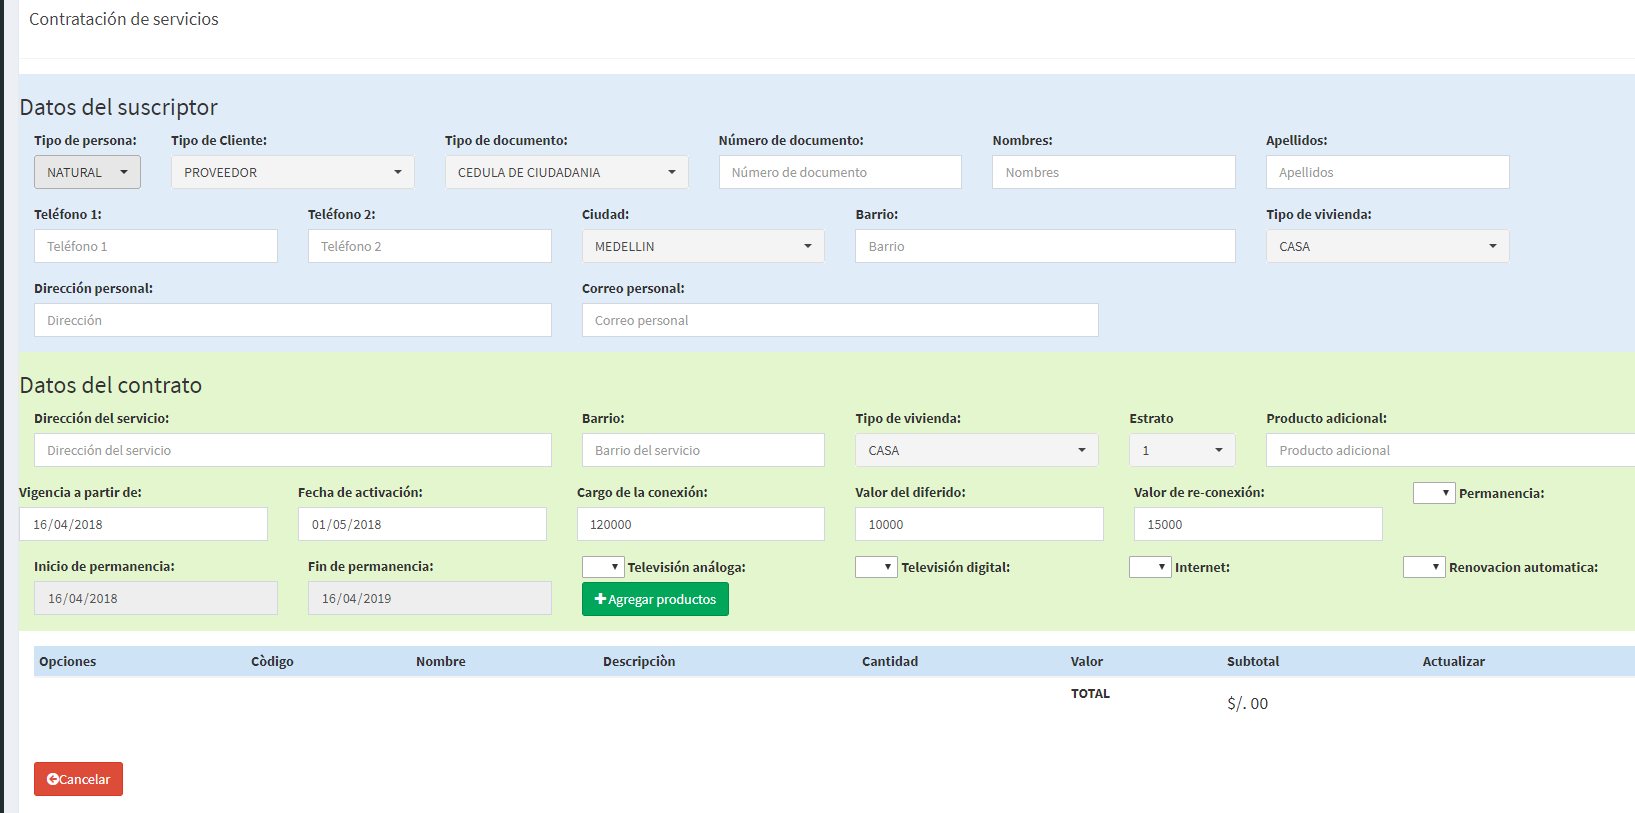 Contratación de servicios
Datos del suscriptor
Tipo de persona: Tipo de Cliente: Tipo de documento: Número de documento: Nombres: Apellidos:
NATURAL PROVEEDOR CEDULA DE CIUDADANIA Número de documento Nombres Apellidos
Teléfono 1: Teléfono 2: Ciudad: Barrio: Tipo de vivienda:
Teléfono 1 Teléfono 2 MEDELLIN Barrio CASA
Dirección personal: Correo personal:
Dirección Correo personal
Datos del contrato
Dirección del servicio: Barrio: Tipo de vivienda: Estrato Producto adicional:
Dirección del servicio Barrio del servicio CASA 1 Producto adicional
Vigencia a partir de: Fecha de activación: Cargo de la conexión: Valor del diferido: Valor de re-conexión: Permanencia:
16/04/2018 01/05/2018 120000 10000 15000
Inicio de permanencia: Fin de permanencia: Televisión análoga: Televisión digital: Internet: Renovacion automatica:
16/04/2018 16/04/2019 Agregar productos
Opciones Còdigo Nombre Descripciòn Cantidad Valor Subtotal Actualizar
TOTAL $/. 00
Cancelar